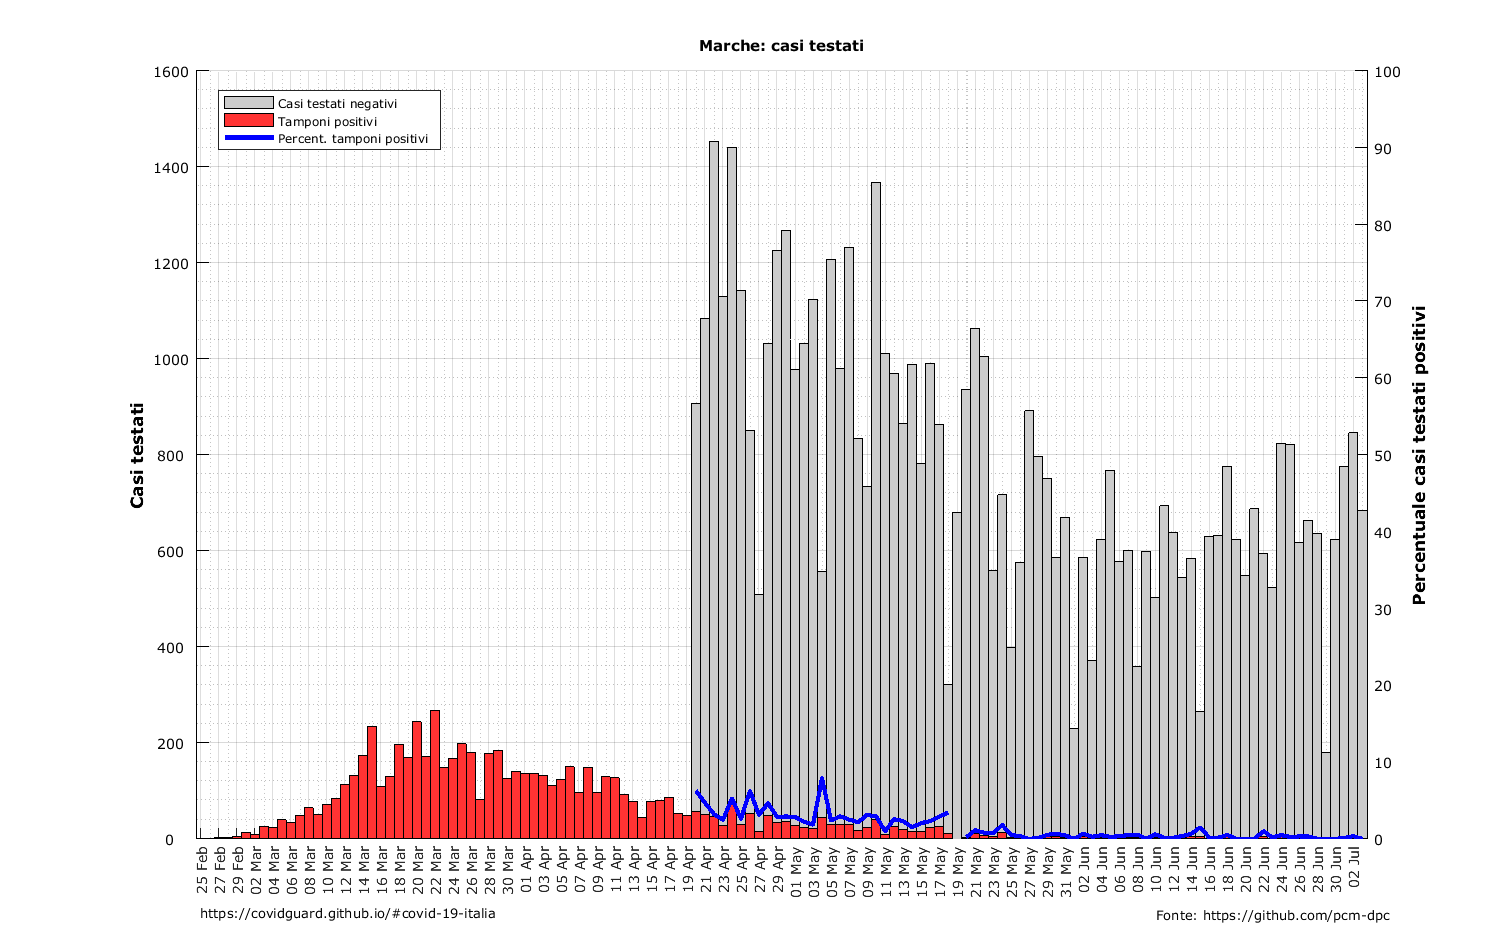 Marche: casi testati
Casi testati negativi
Tamponi positivi
Percent. tamponi positivi
Casi testati
1600
1400
1200
1000
800
600
400
200
0
100
90
80
70
60
50
40
30
20
10
0
Percentuale casi testati positivi
25 Feb
27 Feb
29 Feb
02 Mar
04 Mar
06 Mar
08 Mar
10 Mar
12 Mar
14 Mar
16 Mar
18 Mar
20 Mar
22 Mar
24 Mar
26 Mar
28 Mar
30 Mar
01 Apr
03 Apr
05 Apr
07 Apr
09 Apr
11 Apr
13 Apr
15 Apr
17 Apr
19 Apr
21 Apr
23 Apr
25 Apr
27 Apr
29 Apr
01 May
03 May
05 May
07 May
09 May
11 May
13 May
15 May
17 May
19 May
21 May
23 May
25 May
27 May
29 May
31 May
02 Jun
04 Jun
06 Jun
08 Jun
10 Jun
12 Jun
14 Jun
16 Jun
18 Jun
20 Jun
22 Jun
24 Jun
26 Jun
28 Jun
30 Jun
02 Jul
https://covidguard.github.io/#covid-19-italia
Fonte: https://github.com/pcm-dpc